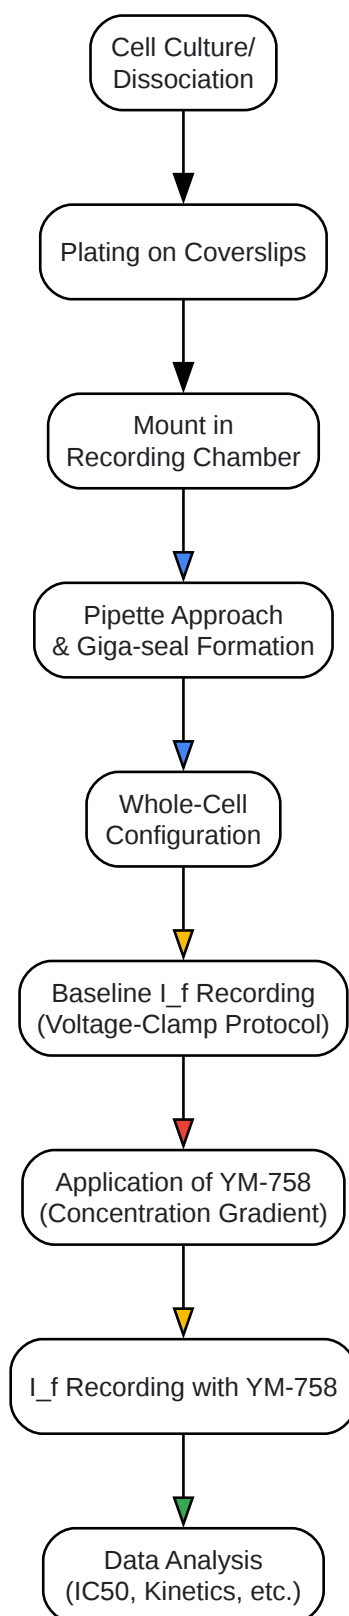 Cell Culture/
Dissociation
Plating on Coverslips
Mount in
Recording Chamber
Pipette Approach
& Giga-seal Formation
Whole-Cell
Configuration
Baseline I_f Recording
(Voltage-Clamp Protocol)
Application of YM-758
(Concentration Gradient)
I_f Recording with YM-758
Data Analysis
(IC50, Kinetics, etc.)